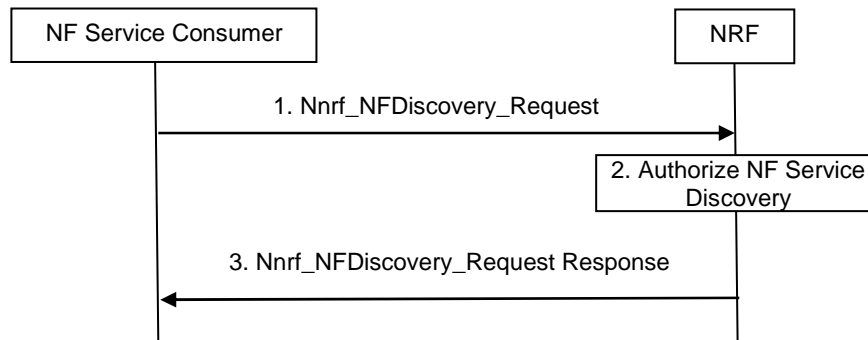 NF Service Consumer
NRF
1. Nnrf_NFDiscovery_Request
2. Authorize NF Service
Discovery
3. Nnrf_NFDiscovery_Request Response